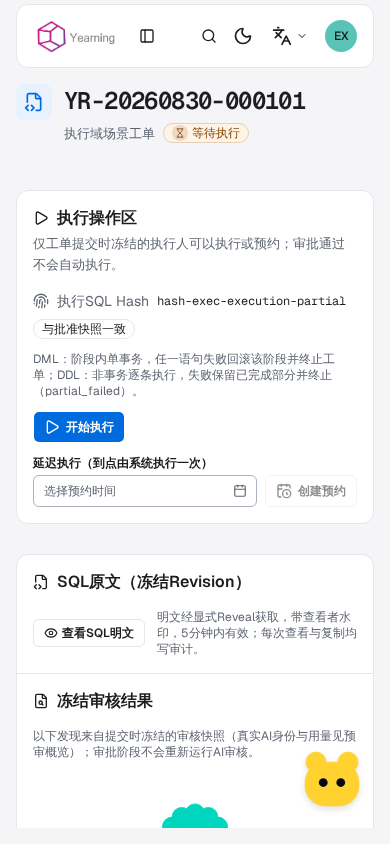 Yearning
EX
YR-20260830-000101
执行域场景工单 等待执行
执行操作区
仅工单提交时冻结的执行人可以执行或预约；审批通过
不会自动执行。
执行SQL Hash hash-exec-execution-partial
与批准快照一致
DML：阶段内单事务，任一语句失败回滚该阶段并终止工
单；DDL：非事务逐条执行，失败保留已完成部分并终止
（partial_failed）。
开始执行
延迟执行（到点由系统执行一次）
选择预约时间 创建预约
SQL原文（冻结Revision）
查看SQL明文
明文经显式Reveal获取，带查看者水
印，5分钟内有效；每次查看与复制均
写审计。
冻结审核结果
以下发现来自提交时冻结的审核快照（真实AI身份与用量见预
审概览）；审批阶段不会重新运行AI审核。